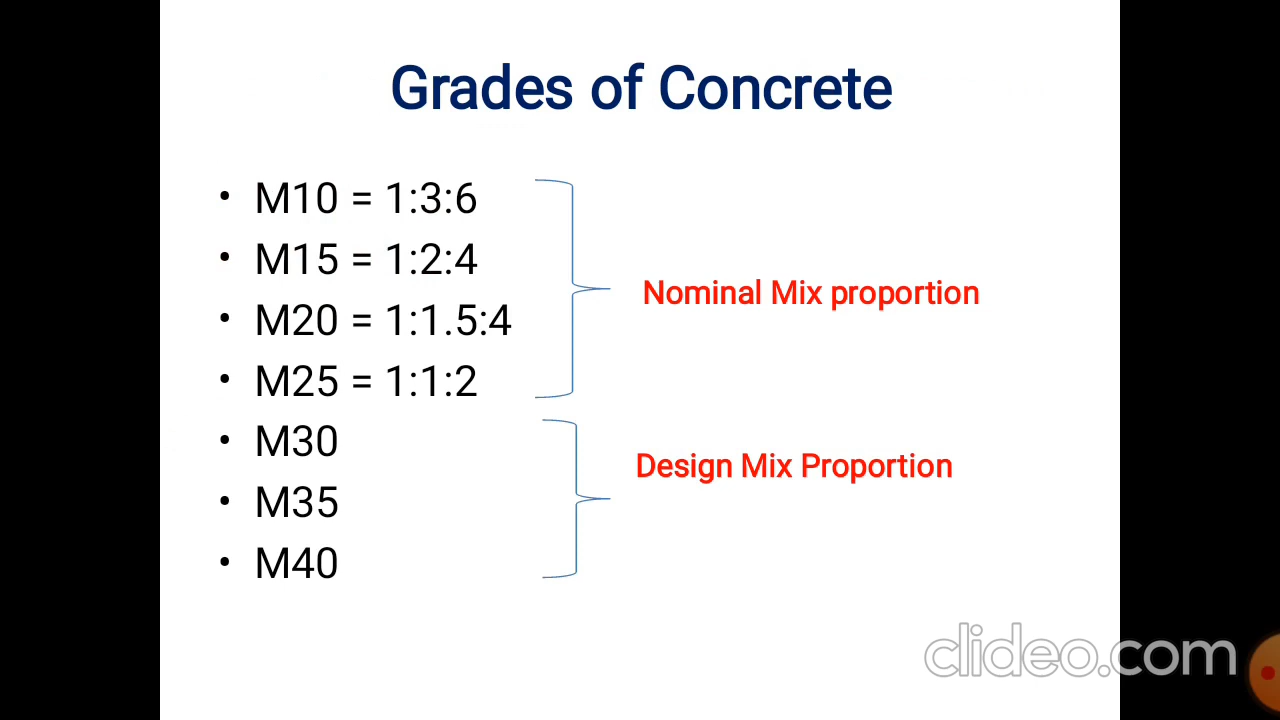 Grades of Concrete
• M10 = 1:3:6
• M15 = 1:2:4
• M20 = 1:1.5:4
• M25 = 1:1:2
Nominal Mix proportion
• M30
• M35
• M40
Design Mix Proportion
clideo.com